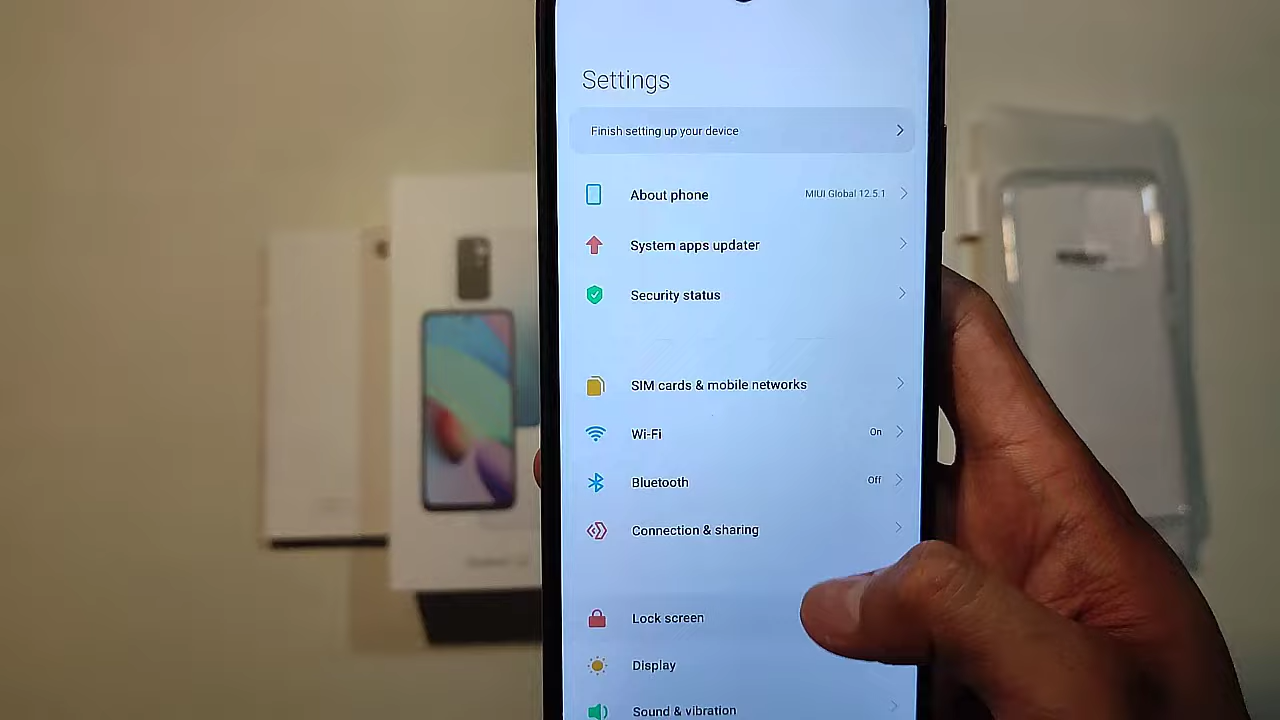 Settings
Finish setting up your device
About phone MIUI Global 12.5.1
System apps updater
Security status
SIM cards & mobile networks
Wi-Fi On
Bluetooth Off
Connection & sharing
Lock screen
Display
Sound & vibration